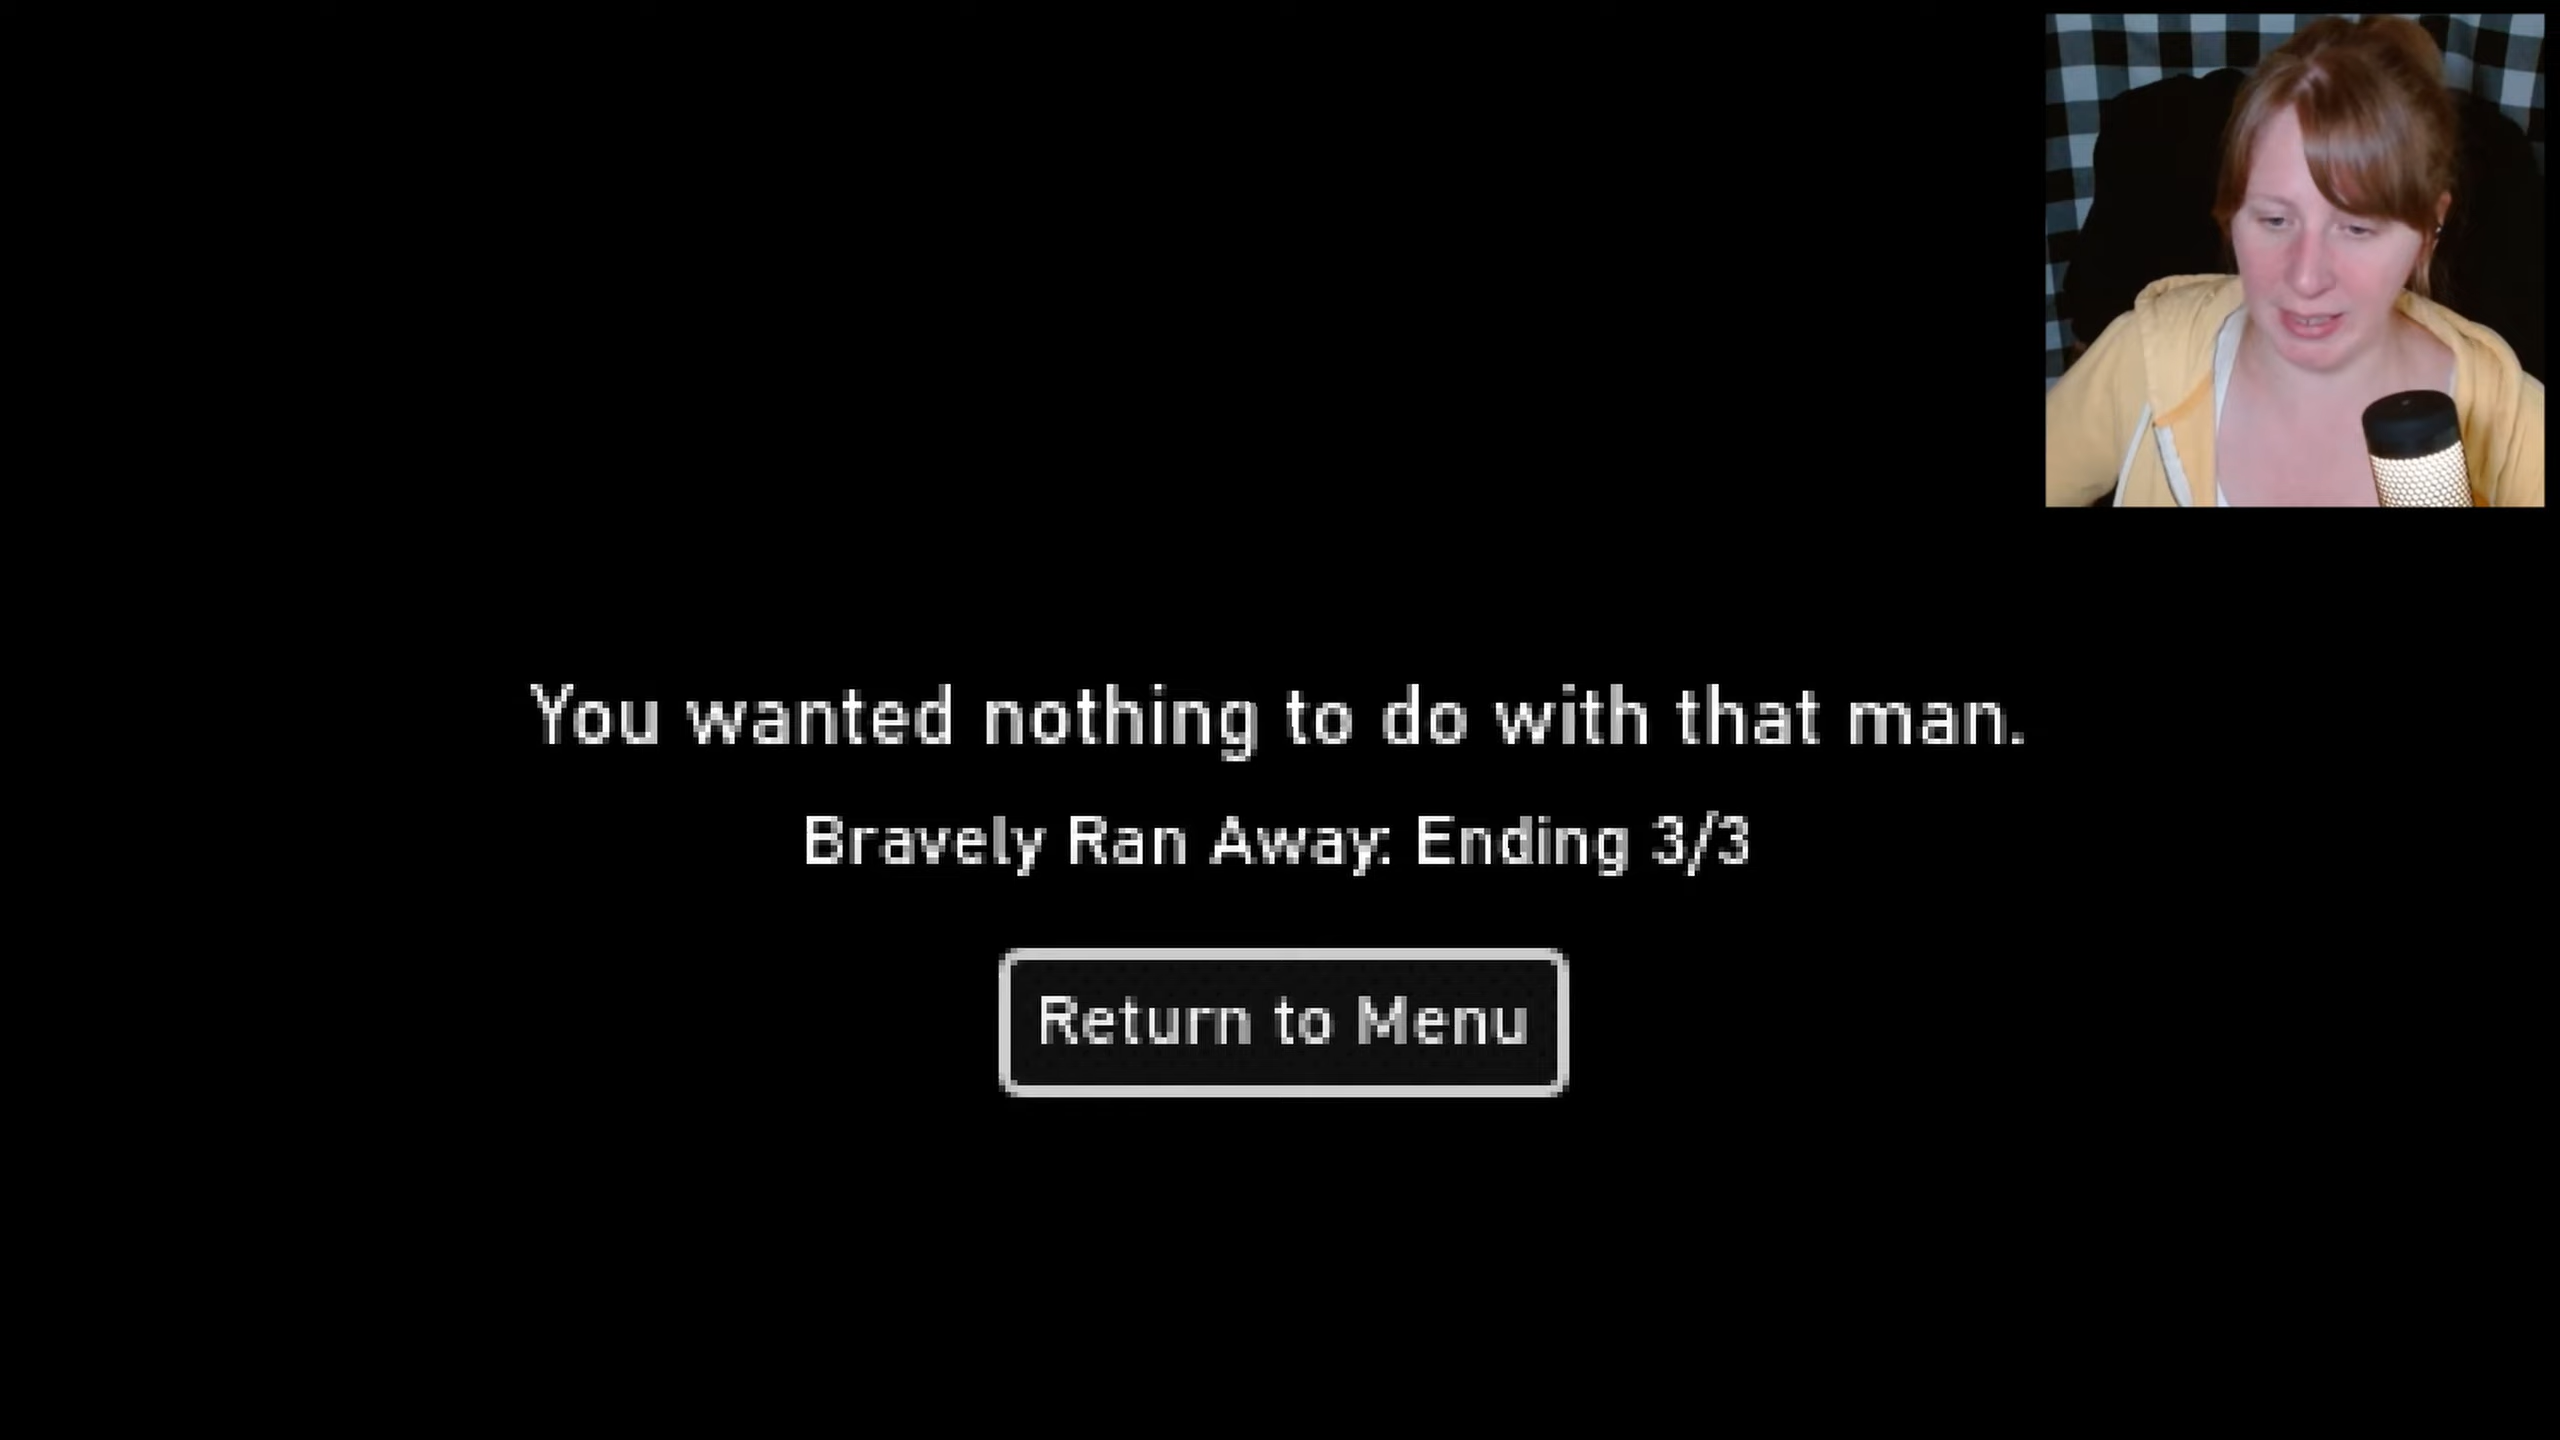 You wanted nothing to do with that man.
Bravely Ran Away: Ending 3/3
Return to Menu